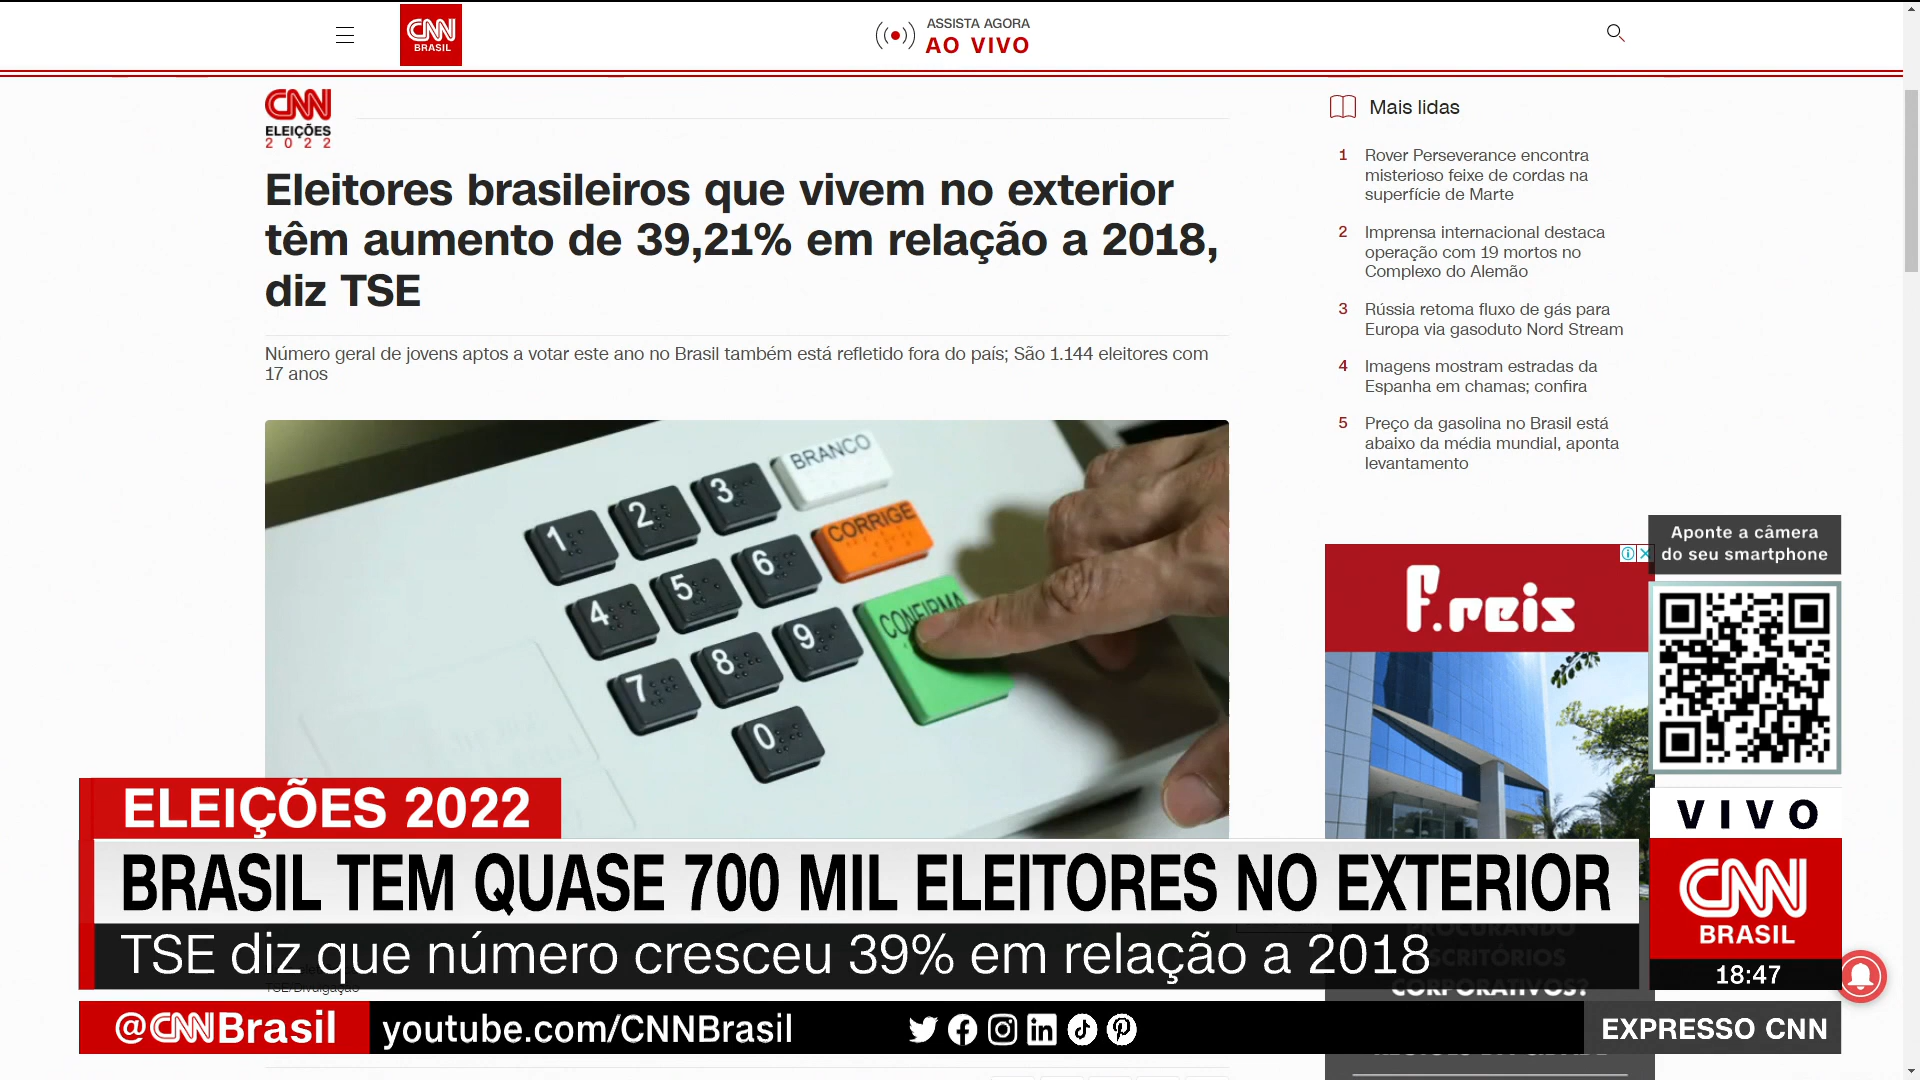 CNN
BRASIL
ASSISTA AGORA
AO VIVO
CNN
ELEIÇÕES
2022
Eleitores brasileiros que vivem no exterior
têm aumento de 39,21% em relação a 2018,
diz TSE
Número geral de jovens aptos a votar este ano no Brasil também está refletido fora do país; São 1.144 eleitores com
17 anos
Mais lidas
1 Rover Perseverance encontra
misterioso feixe de cordas na
superfície de Marte
2 Imprensa internacional destaca
operação com 19 mortos no
Complexo do Alemão
3 Rússia retoma fluxo de gás para
Europa via gasoduto Nord Stream
4 Imagens mostram estradas da
Espanha em chamas; confira
5 Preço da gasolina no Brasil está
abaixo da média mundial, aponta
levantamento
BRANCO
1 2 3
CORRIGE
4 5 6
CONFIRMA
7 8 9
0
F.reis
Aponte a câmera
do seu smartphone
VIVO
CNN
BRASIL
18:47
ELEIÇÕES 2022
BRASIL TEM QUASE 700 MIL ELEITORES NO EXTERIOR
TSE diz que número cresceu 39% em relação a 2018
PROCURANDO
ESCRITÓRIOS
CORPORATIVOS?
TSE/Divulgação
@CNNBrasil
youtube.com/CNNBrasil
EXPRESSO CNN